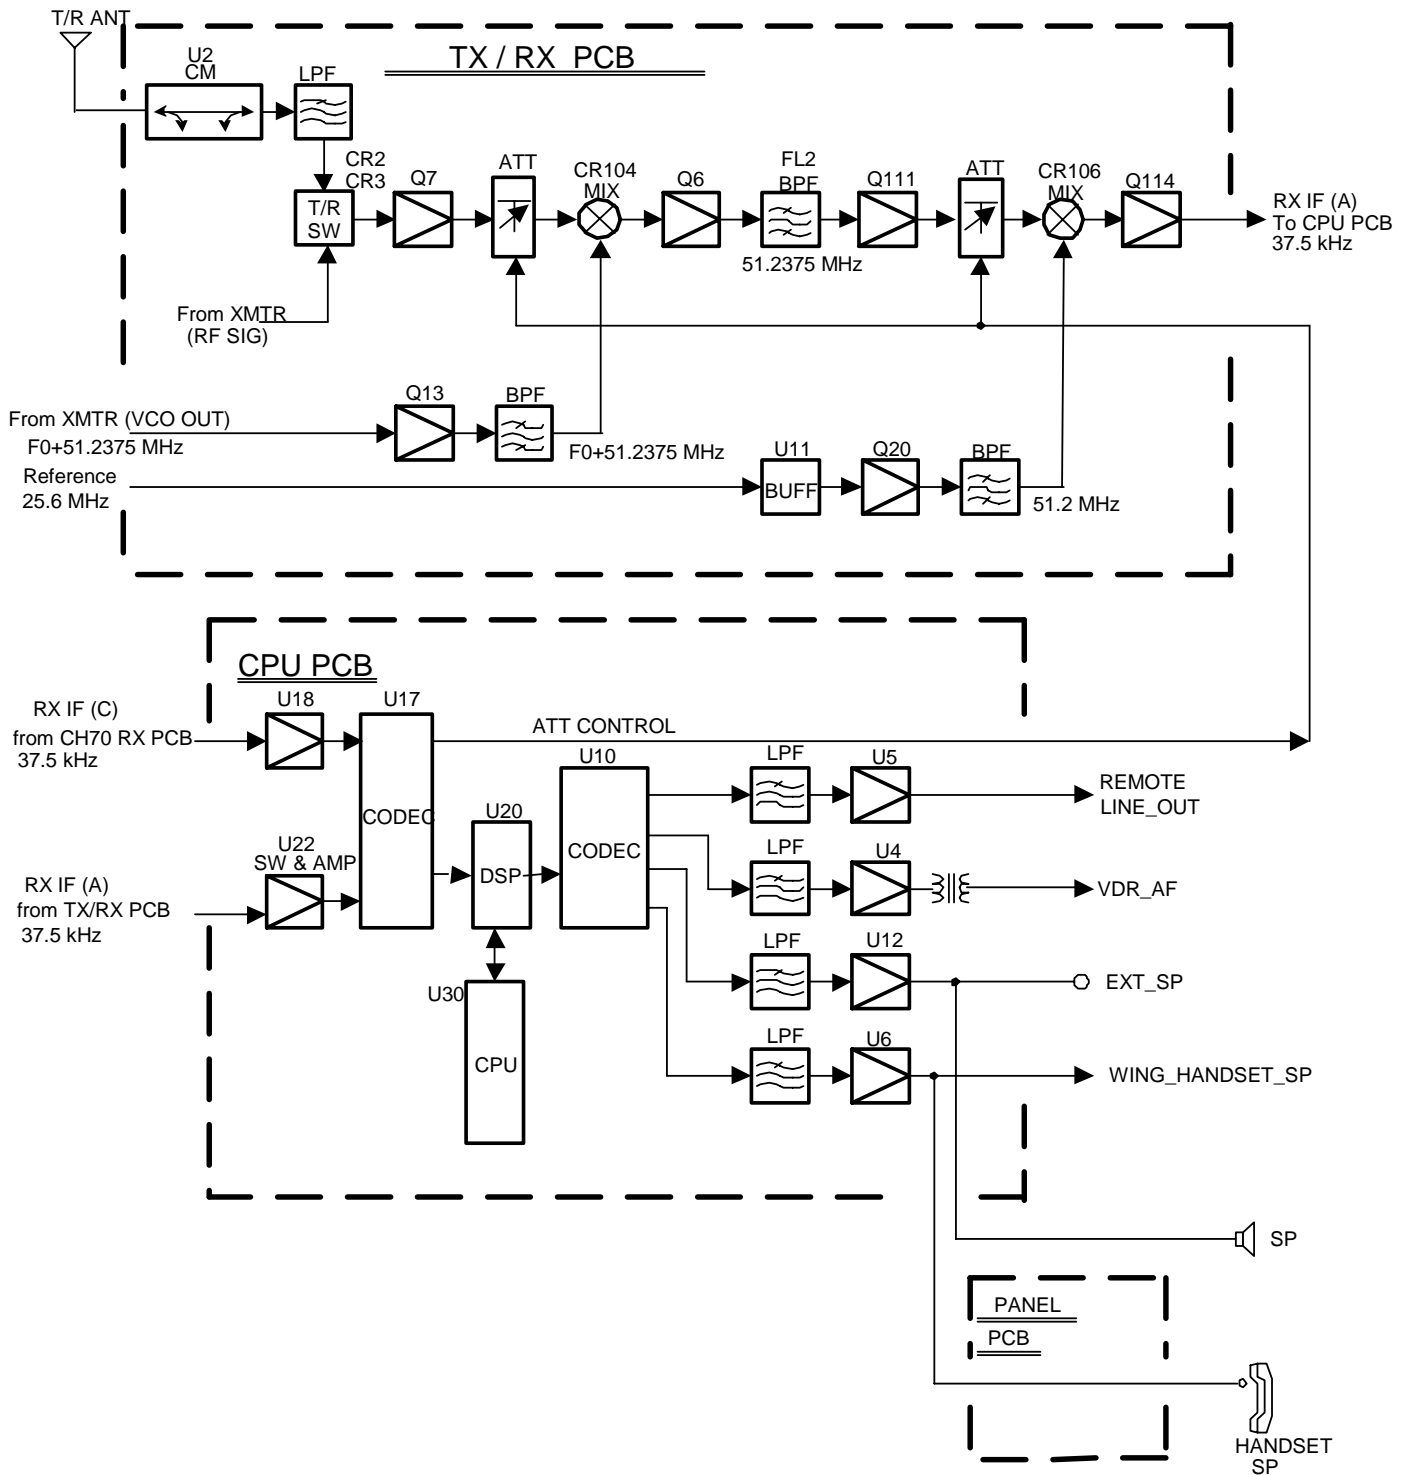 T/R ANT
TX / RX PCB
U2
CM
LPF
CR2
CR3
T/R
SW
Q7
ATT
CR104
MIX
Q6
FL2
BPF
51.2375 MHz
Q111
ATT
CR106
MIX
Q114
RX IF (A)
To CPU PCB
37.5 kHz
From XMTR
(RF SIG)
From XMTR (VCO OUT)
F0+51.2375 MHz
Q13
BPF
F0+51.2375 MHz
Reference
25.6 MHz
U11
BUFF
Q20
BPF
51.2 MHz
CPU PCB
RX IF (C)
from CH70 RX PCB
37.5 kHz
U18
U17
CODEC
ATT CONTROL
U22
SW & AMP
RX IF (A)
from TX/RX PCB
37.5 kHz
U20
DSP
U10
CODEC
U30
CPU
LPF
U5
REMOTE
LINE_OUT
LPF
U4
VDR_AF
LPF
U12
EXT_SP
LPF
U6
WING_HANDSET_SP
SP
PANEL
PCB
HANDSET
SP